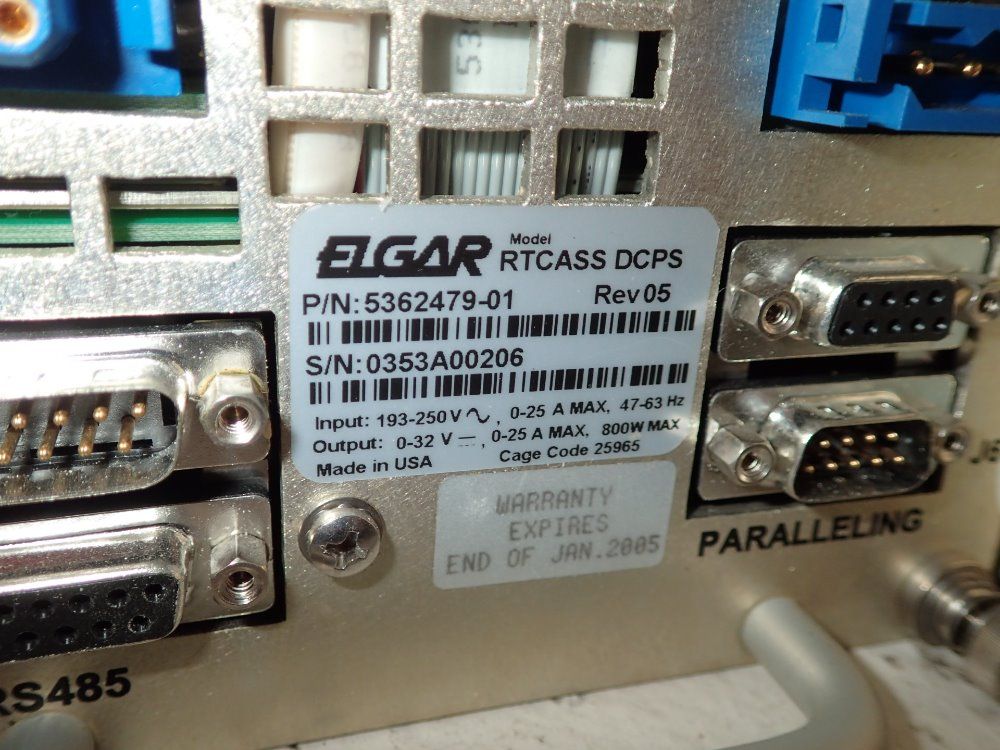 53
ELGAR Model RTCASS DCPS
P/N: 5362479-01 Rev 05
S/N: 0353A00206
Input: 193-250 V ∿, 0-25 A MAX, 47-63 Hz
Output: 0-32 V ⎓, 0-25 A MAX, 800W MAX
Made in USA Cage Code 25965
WARRANTY
EXPIRES
END OF JAN.2005
PARALLELING
RS485